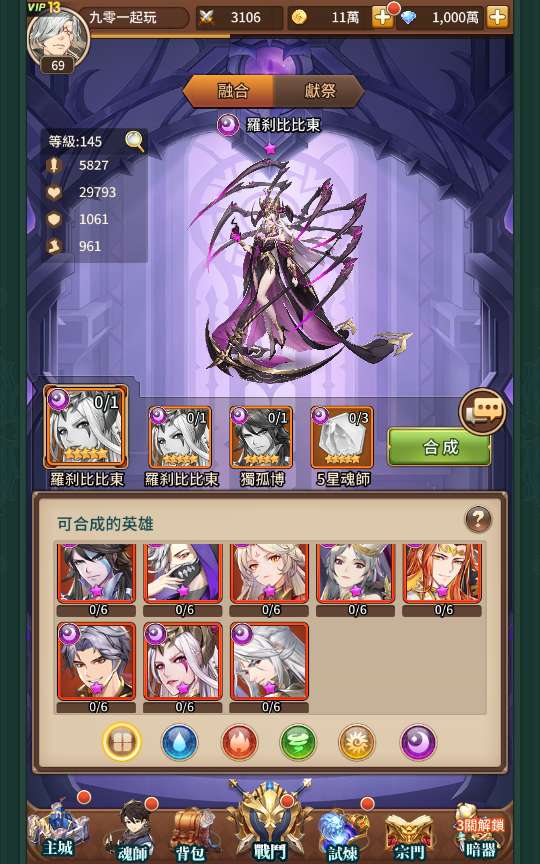 VIP 13
九零一起玩
3106
11萬
1,000萬
69
融合
獻祭
羅剎比比東
等級:145
5827
29793
1061
961
0/1
0/1
0/1
0/3
合成
羅剎比比東
羅剎比比東
獨孤博
5星魂師
可合成的英雄
?
0/6
0/6
0/6
0/6
0/6
0/6
0/6
0/6
3關解鎖
主城
魂師
背包
戰鬥
試煉
宗門
暗器